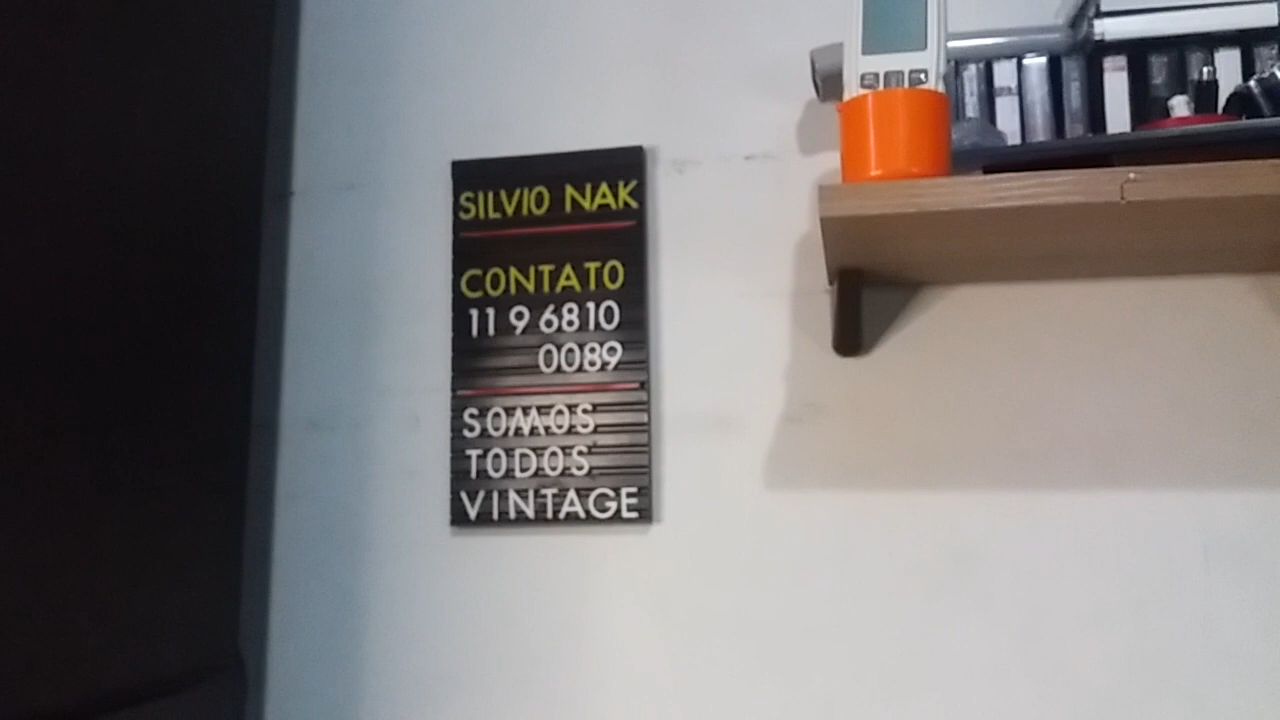 SILVIO NAK
CONTATO
11 9 6810
0089
SOMOS
TODOS
VINTAGE